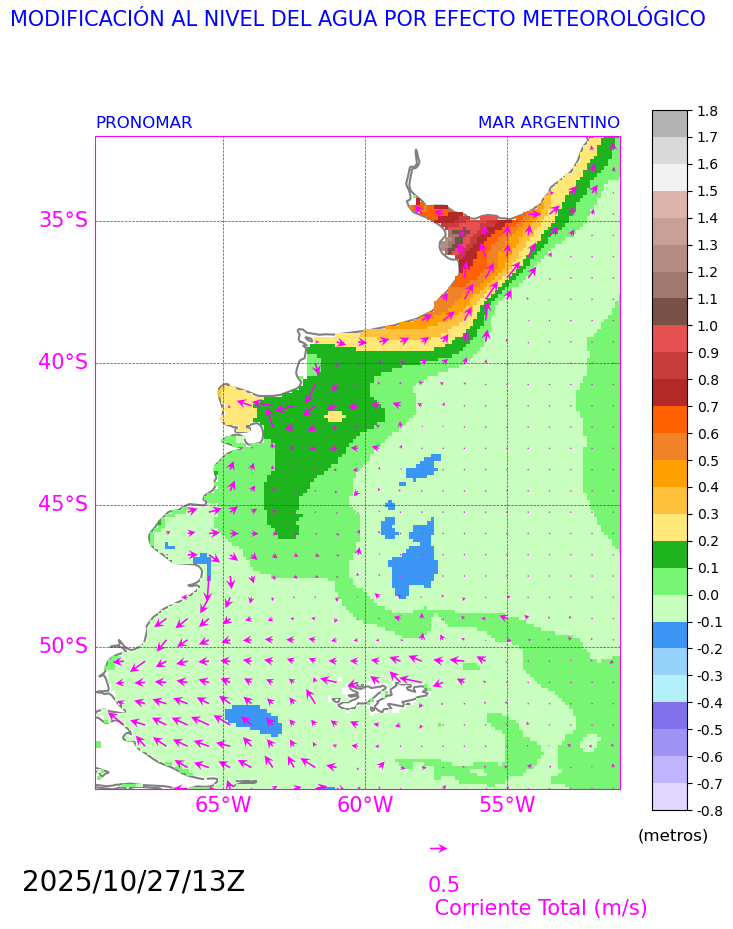 MODIFICACIÓN AL NIVEL DEL AGUA POR EFECTO METEOROLÓGICO
PRONOMAR
MAR ARGENTINO
35°S
40°S
45°S
50°S
65°W
60°W
55°W
1.8
1.7
1.6
1.5
1.4
1.3
1.2
1.1
1.0
0.9
0.8
0.7
0.6
0.5
0.4
0.3
0.2
0.1
0.0
-0.1
-0.2
-0.3
-0.4
-0.5
-0.6
-0.7
-0.8
(metros)
2025/10/27/13Z
0.5
Corriente Total (m/s)